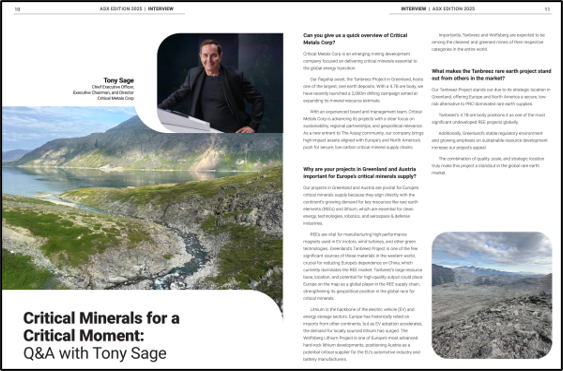 10
AGX EDITION 2025 | INTERVIEW
INTERVIEW | AGX EDITION 2025
11
Tony Sage
Chief Executive Officer,
Executive Chairman, and Director
Critical Metals Corp
Critical Minerals for a
Critical Moment:
Q&A with Tony Sage
Can you give us a quick overview of Critical
Metals Corp?
Critical Metals Corp is an emerging mining development
company focused on delivering critical minerals essential to
the global energy transition.
Our flagship asset, the Tanbreez Project in Greenland, hosts
one of the largest rare earth deposits. With a 4.7B-ore body, we
have recently launched a 2,000m drilling campaign aimed at
expanding its mineral resource estimates.
With an experienced board and management team, Critical
Metals Corp is advancing its projects with a clear focus on
sustainability, regional partnerships, and geopolitical relevance.
As a new entrant to The Assay community, our company brings
high-impact assets aligned with Europe's and North America's
push for secure, low-carbon critical mineral supply chains.
Why are your projects in Greenland and Austria
important for Europe's critical minerals supply?
Our projects in Greenland and Austria are pivotal for Europe's
critical minerals supply because they align directly with the
continent's growing demand for key resources like rare earth
elements (REEs) and lithium, which are essential for clean
energy, technologies, robotics, and aerospace & defense
industries.
REEs are vital for manufacturing high performance
magnets used in EV motors, wind turbines, and other green
technologies. Greenland's Tanbreez Project is one of the few
significant sources of these materials in the western world,
crucial for reducing Europe's dependence on China, which
currently dominates the REE market. Tanbreez's large resource
base, location, and potential for high-quality output could place
Europe on the map as a global player in the REE supply chain,
strengthening its geopolitical position in the global race for
critical minerals.
Lithium is the backbone of the electric vehicle (EV) and
energy storage sectors. Europe has historically relied on
imports from other continents, but as EV adoption accelerates,
the demand for locally sourced lithium has surged. The
Wolfsberg Lithium Project is one of Europe's most advanced
hard-rock lithium developments, positioning Austria as a
potential critical supplier for the EU's automotive industry and
battery manufacturers.
Importantly, Tanbreez and Wolfsberg are expected to be
among the cleanest and greenest mines of their respective
categories in the entire world.
What makes the Tanbreez rare earth project stand
out from others in the market?
Our Tanbreez Project stands out due to its strategic location in
Greenland, offering Europe and North America a secure, low
risk alternative to PRC-dominated rare earth supplies.
Tanbreez's 4.7B-ore body positions it as one of the most
significant undeveloped REE projects globally.
Additionally, Greenland's stable regulatory environment
and growing emphasis on sustainable resource development
increase our project's appeal.
The combination of quality, scale, and strategic location
truly make this project a standout in the global rare earth
market.